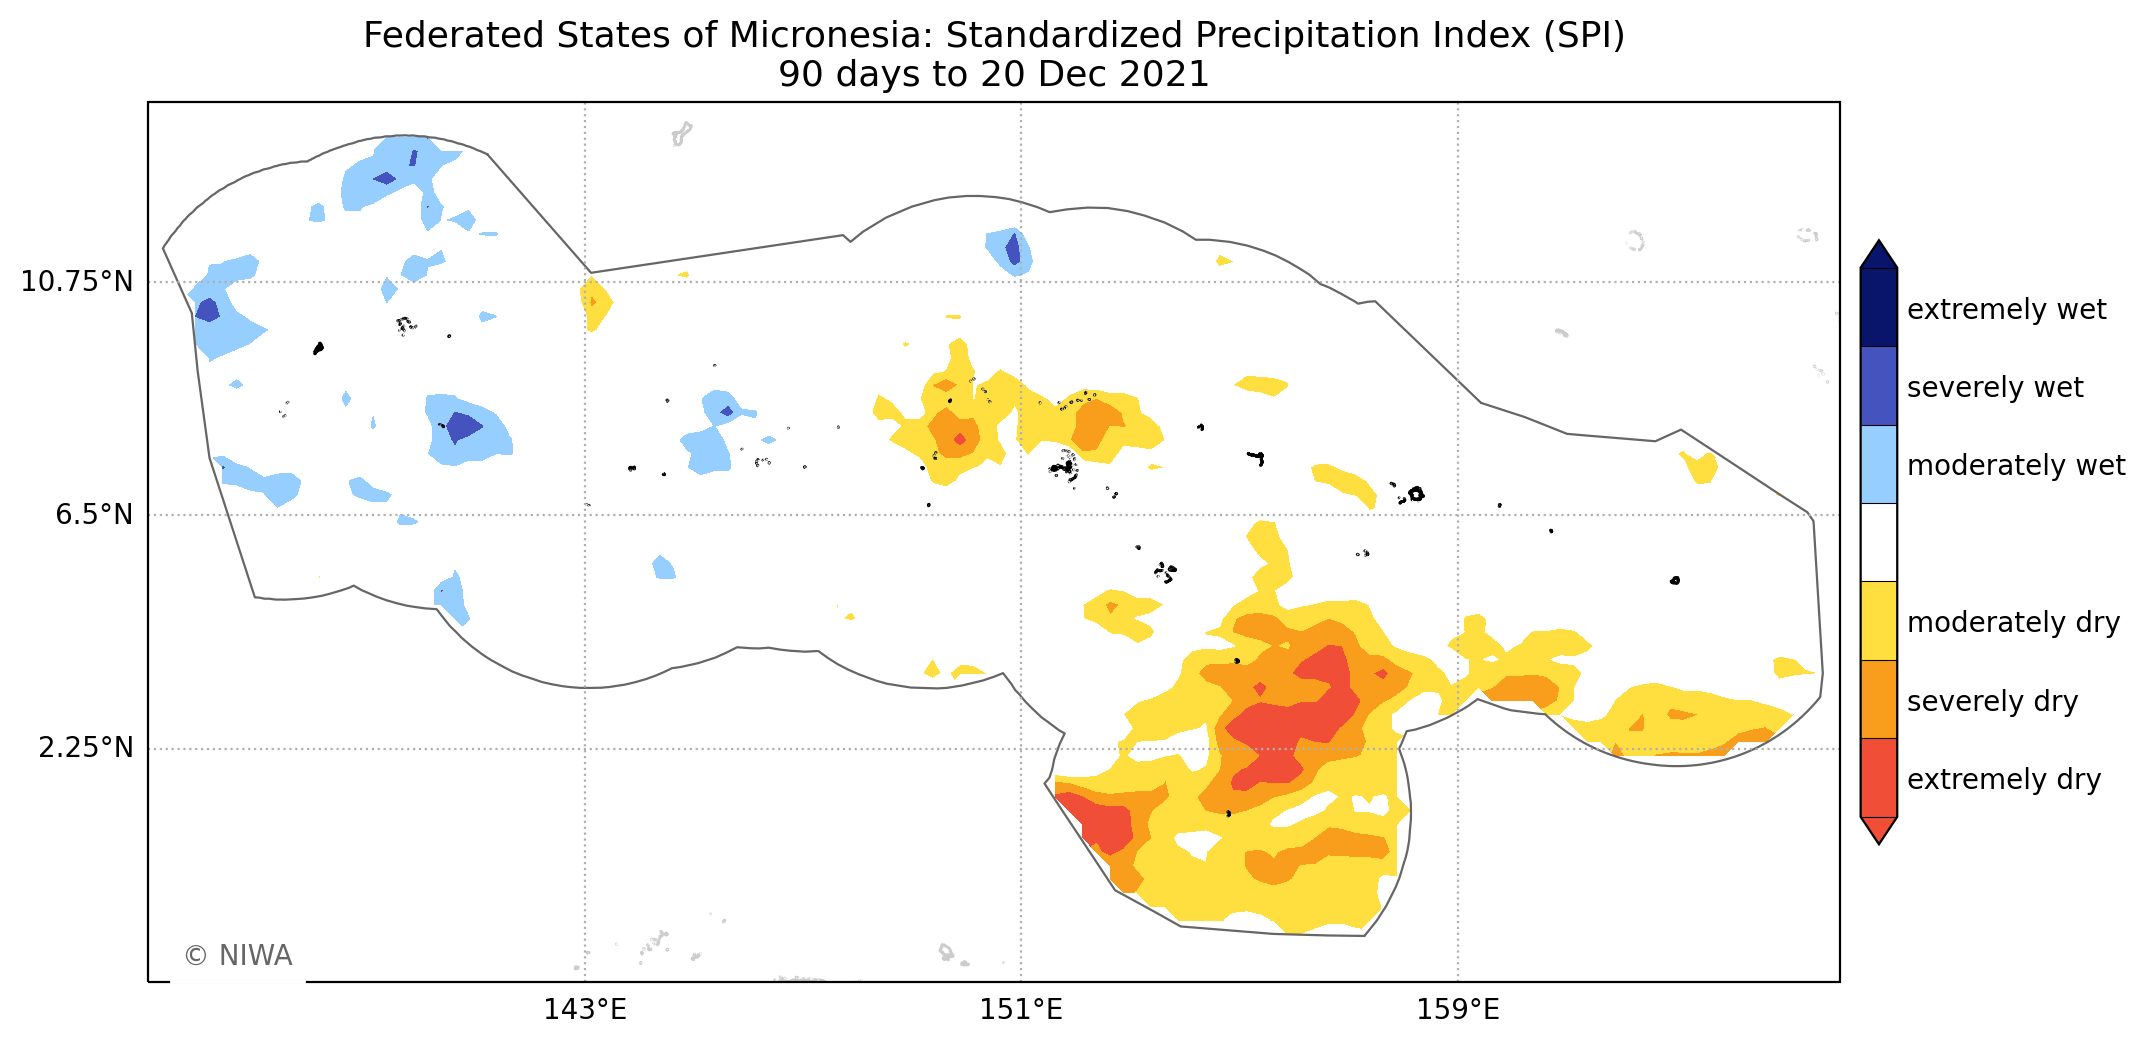 Federated States of Micronesia: Standardized Precipitation Index (SPI)
90 days to 20 Dec 2021
10.75°N
6.5°N
2.25°N
143°E
151°E
159°E
© NIWA
extremely wet
severely wet
moderately wet
moderately dry
severely dry
extremely dry